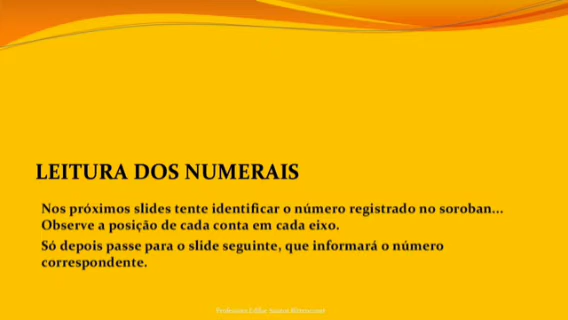 LEITURA DOS NUMERAIS
Nos próximos slides tente identificar o número registrado no soroban...
Observe a posição de cada conta em cada eixo.
Só depois passe para o slide seguinte, que informará o número
correspondente.